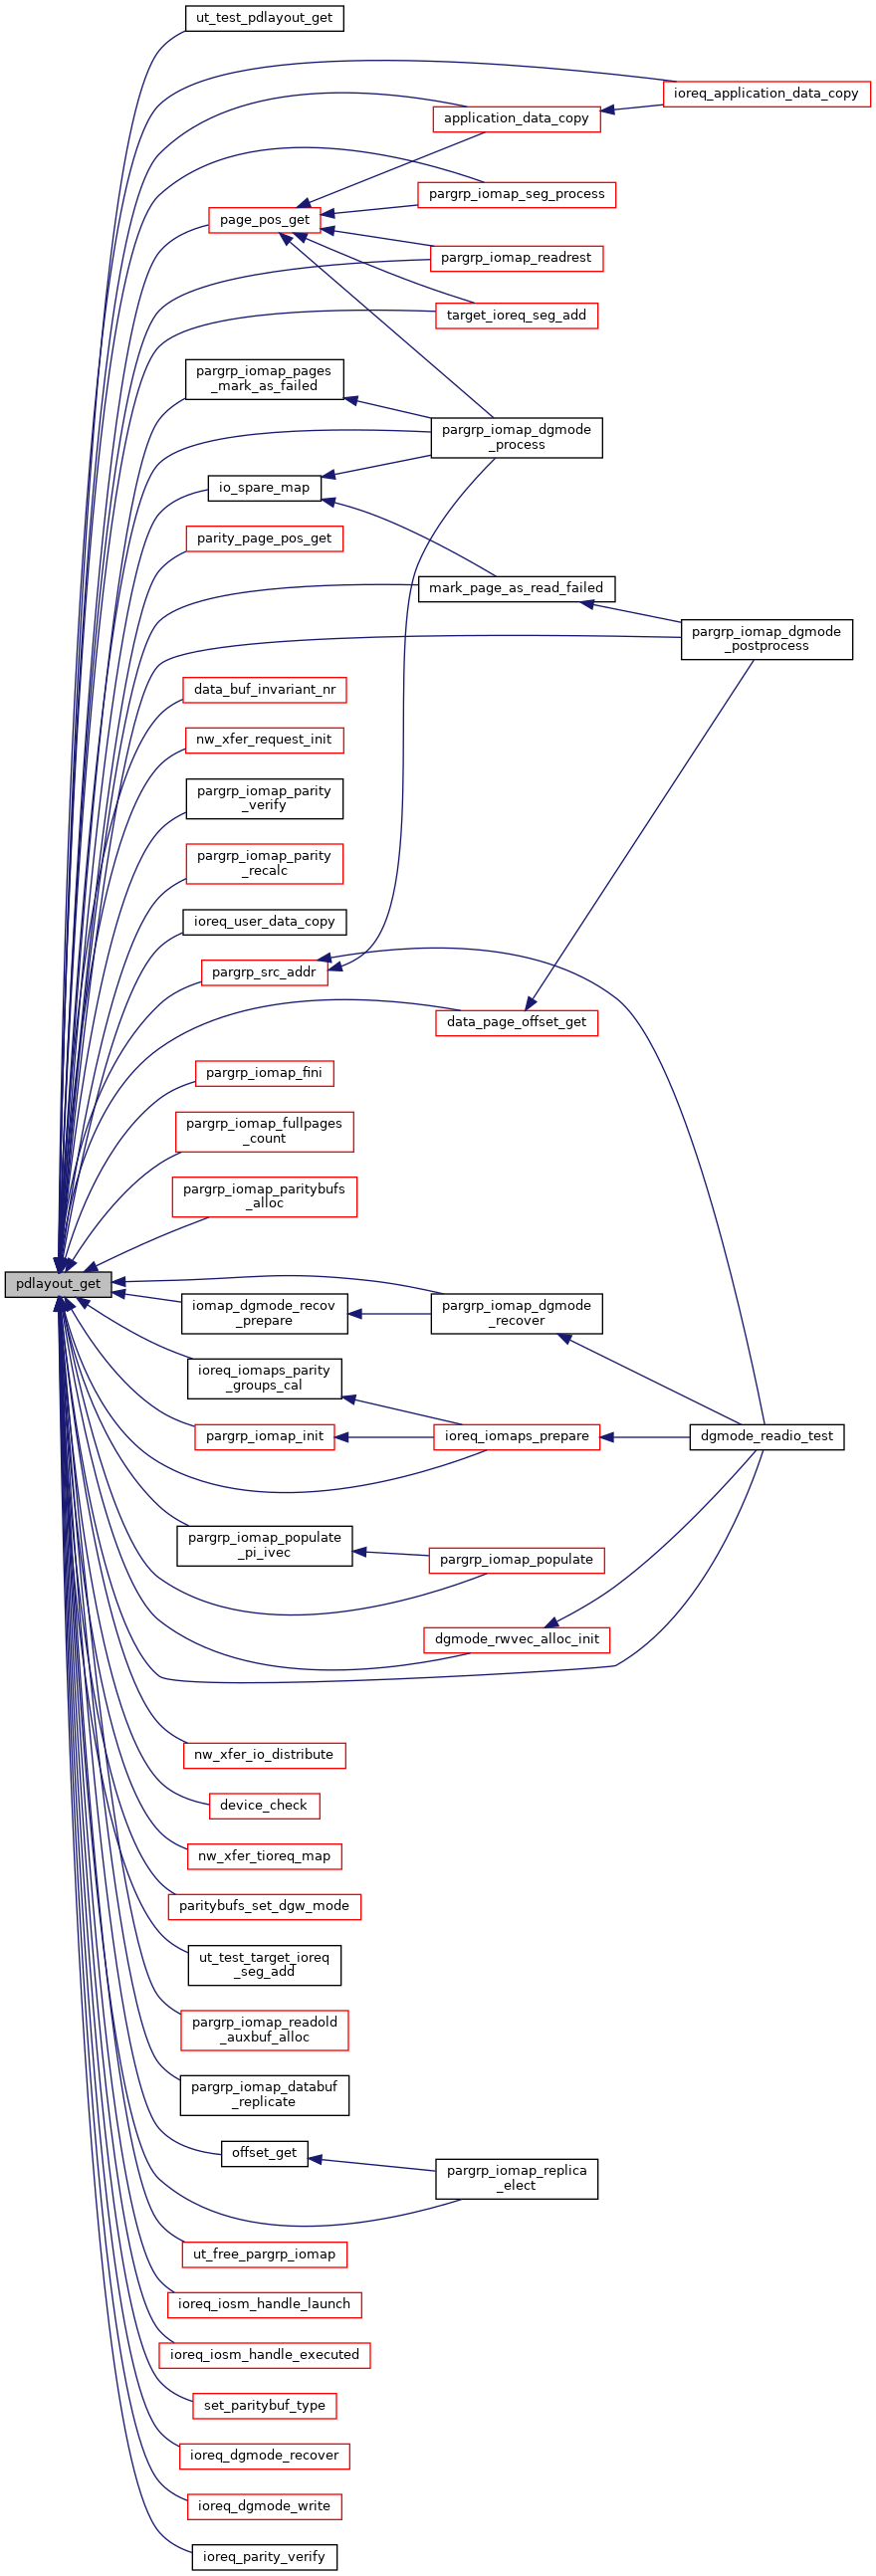 ut_test_pdlayout_get
ioreq_application_data_copy
application_data_copy
pargrp_iomap_seg_process
page_pos_get
pargrp_iomap_readrest
target_ioreq_seg_add
pargrp_iomap_pages
_mark_as_failed
pargrp_iomap_dgmode
_process
io_spare_map
parity_page_pos_get
mark_page_as_read_failed
pargrp_iomap_dgmode
_postprocess
data_buf_invariant_nr
nw_xfer_request_init
pargrp_iomap_parity
_verify
pargrp_iomap_parity
_recalc
ioreq_user_data_copy
pargrp_src_addr
data_page_offset_get
pargrp_iomap_fini
pargrp_iomap_fullpages
_count
pargrp_iomap_paritybufs
_alloc
pdlayout_get
iomap_dgmode_recov
_prepare
pargrp_iomap_dgmode
_recover
ioreq_iomaps_parity
_groups_cal
pargrp_iomap_init
ioreq_iomaps_prepare
dgmode_readio_test
pargrp_iomap_populate
_pi_ivec
pargrp_iomap_populate
dgmode_rwvec_alloc_init
nw_xfer_io_distribute
device_check
nw_xfer_tioreq_map
paritybufs_set_dgw_mode
ut_test_target_ioreq
_seg_add
pargrp_iomap_readold
_auxbuf_alloc
pargrp_iomap_databuf
_replicate
offset_get
pargrp_iomap_replica
_elect
ut_free_pargrp_iomap
ioreq_iosm_handle_launch
ioreq_iosm_handle_executed
set_paritybuf_type
ioreq_dgmode_recover
ioreq_dgmode_write
ioreq_parity_verify